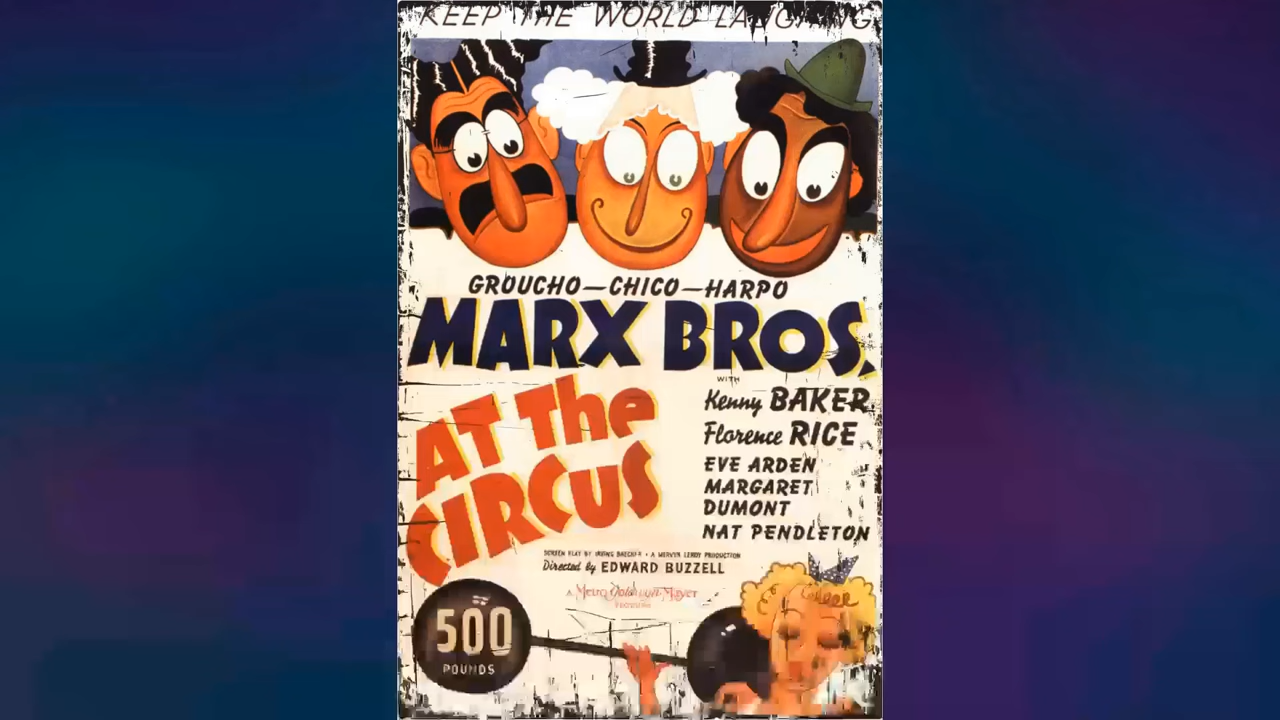 KEEP THE WORLD LAUGHING
GROUCHO—CHICO—HARPO
MARX BROS.
AT The
CIRCUS
WITH
Kenny BAKER
Florence RICE
EVE ARDEN
MARGARET
DUMONT
NAT PENDLETON
SCREEN PLAY BY IRVING BRECHER • A MERVYN LEROY PRODUCTION
Directed by EDWARD BUZZELL
A Metro Goldwyn Mayer
PICTURE
500
POUNDS